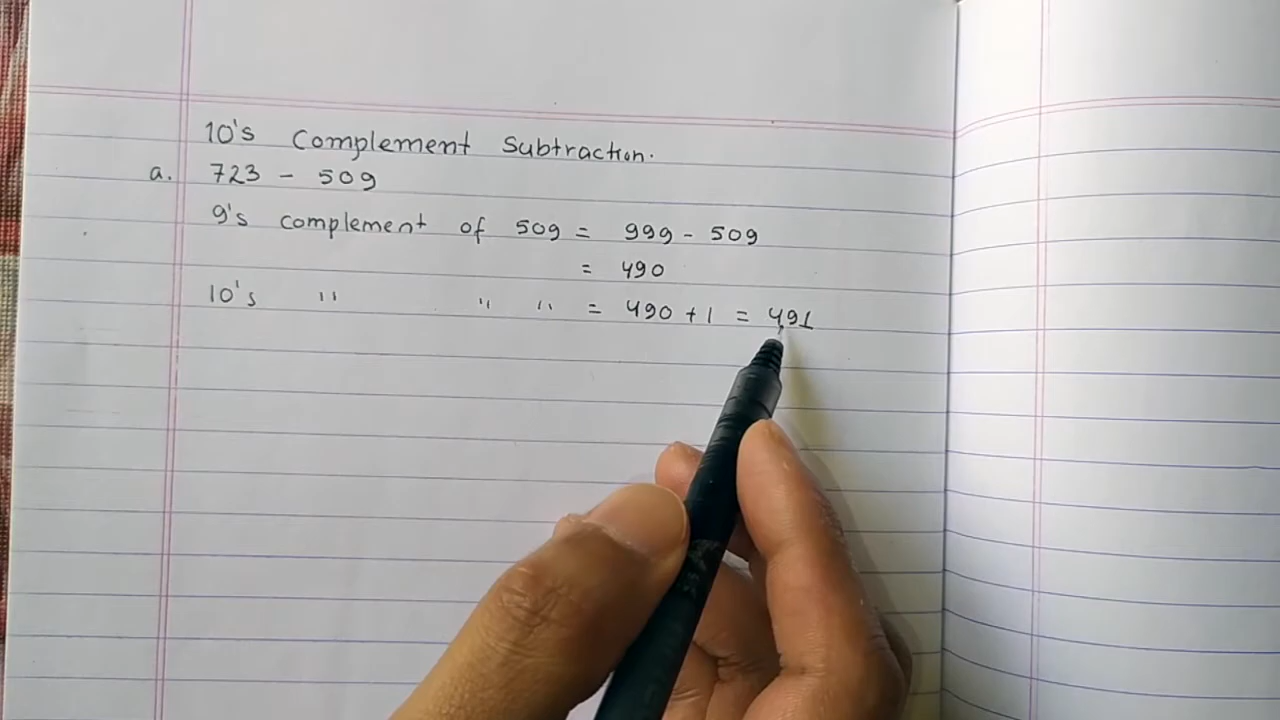 10's Complement Subtraction.
a. 723 - 509
9's complement of 509 = 999 - 509
= 490
10's " " " = 490 + 1 = 491